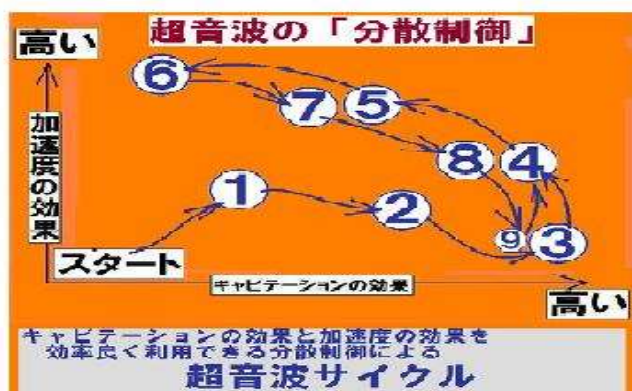 超音波の「分散制御」
高い
加速度の効果
6
7
5
8
4
1
2
9
3
スタート
キャビテーションの効果
高い
キャビテーションの効果と加速度の効果を
効率良く利用できる分散制御による
超音波サイクル